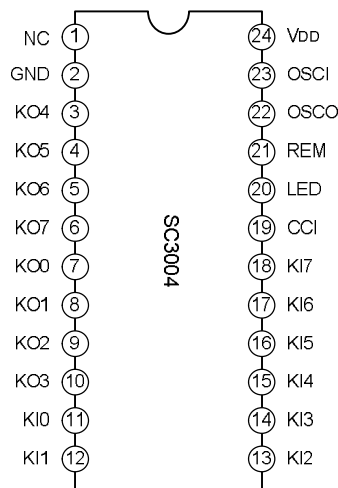 NC 1 24 VDD
GND 2 23 OSCI
KO4 3 22 OSCO
KO5 4 21 REM
KO6 5 20 LED
KO7 6 19 CCI
KO0 7 18 KI7
KO1 8 17 KI6
KO2 9 16 KI5
KO3 10 15 KI4
KI0 11 14 KI3
KI1 12 13 KI2
SC3004